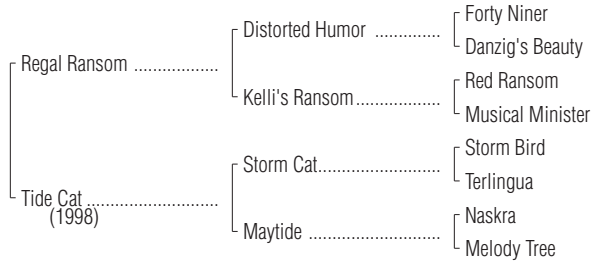 Forty Niner
Distorted Humor ..............
Danzig's Beauty
Regal Ransom ..................
Red Ransom
Kelli's Ransom ..................
Musical Minister
Storm Bird
Storm Cat..........................
Terlingua
Tide Cat ............................
(1998)
Naskra
Maytide ............................
Melody Tree